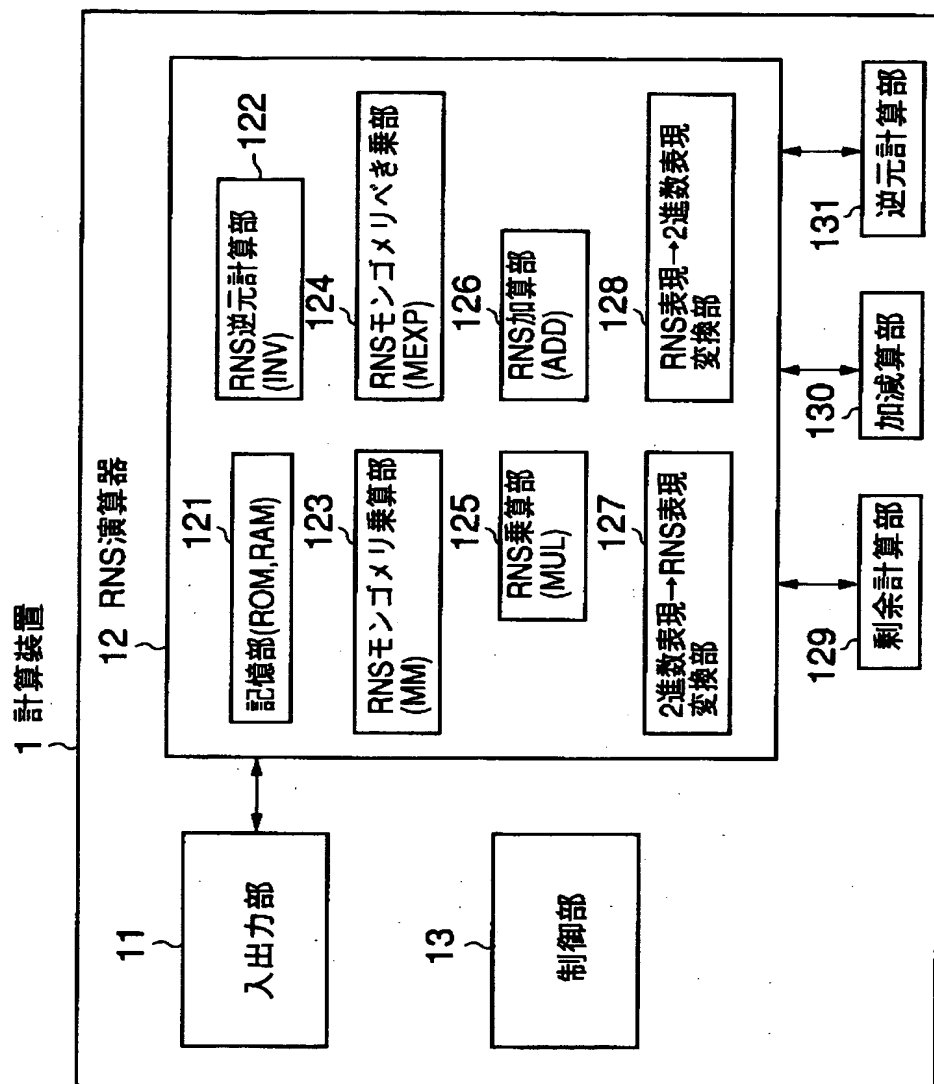 1 計算装置
12 RNS演算器
11
入出力部
13
制御部
121
記憶部(ROM,RAM)
122
RNS逆元計算部
(INV)
123
RNSモンゴメリ乗算部
(MM)
124
RNSモンゴメリべき乗部
(MEXP)
125
RNS乗算部
(MUL)
126
RNS加算部
(ADD)
127
2進数表現→RNS表現
変換部
128
RNS表現→2進数表現
変換部
129
剰余計算部
130
加減算部
131
逆元計算部